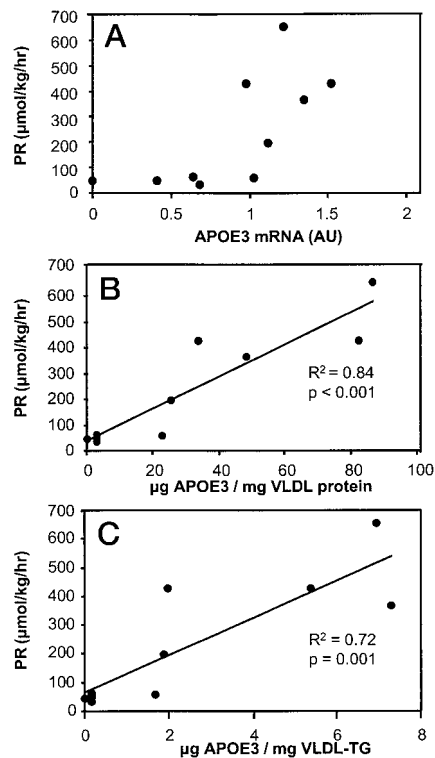 A
700
600
500
400
300
200
100
0
PR (µmol/kg/hr)
0 0.5 1 1.5 2
APOE3 mRNA (AU)
B
700
600
500
400
300
200
100
0
PR (µmol/kg/hr)
R² = 0.84
p < 0.001
0 20 40 60 80 100
µg APOE3 / mg VLDL protein
C
700
600
500
400
300
200
100
0
PR (µmol/kg/hr)
R² = 0.72
p = 0.001
0 2 4 6 8
µg APOE3 / mg VLDL-TG